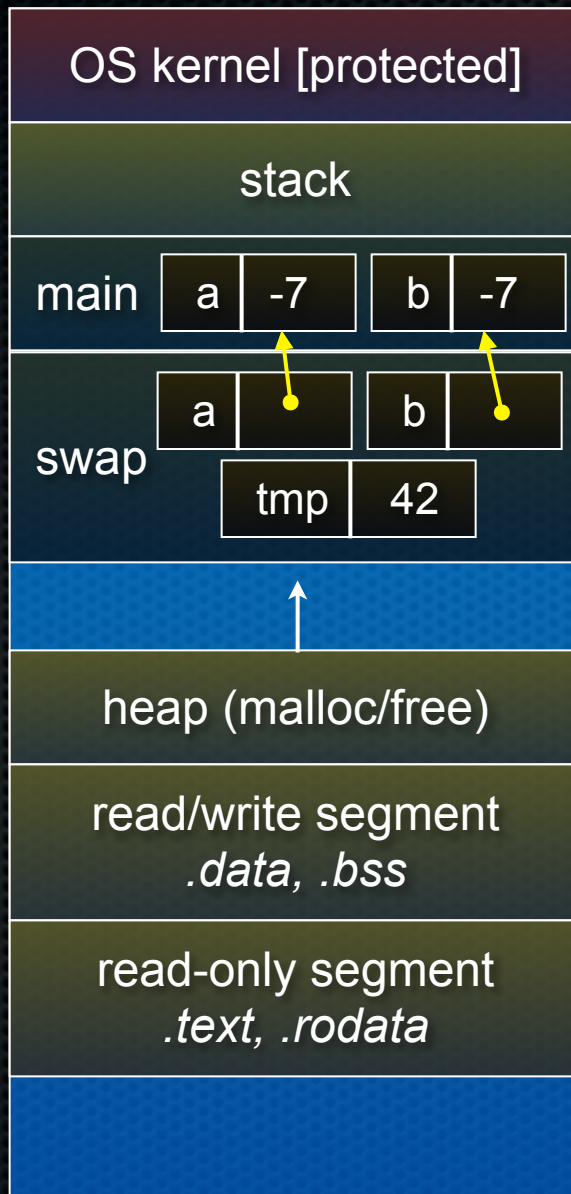 OS kernel [protected]
stack
main a -7 b -7
a b
swap
tmp 42
heap (malloc/free)
read/write segment
.data, .bss
read-only segment
.text, .rodata